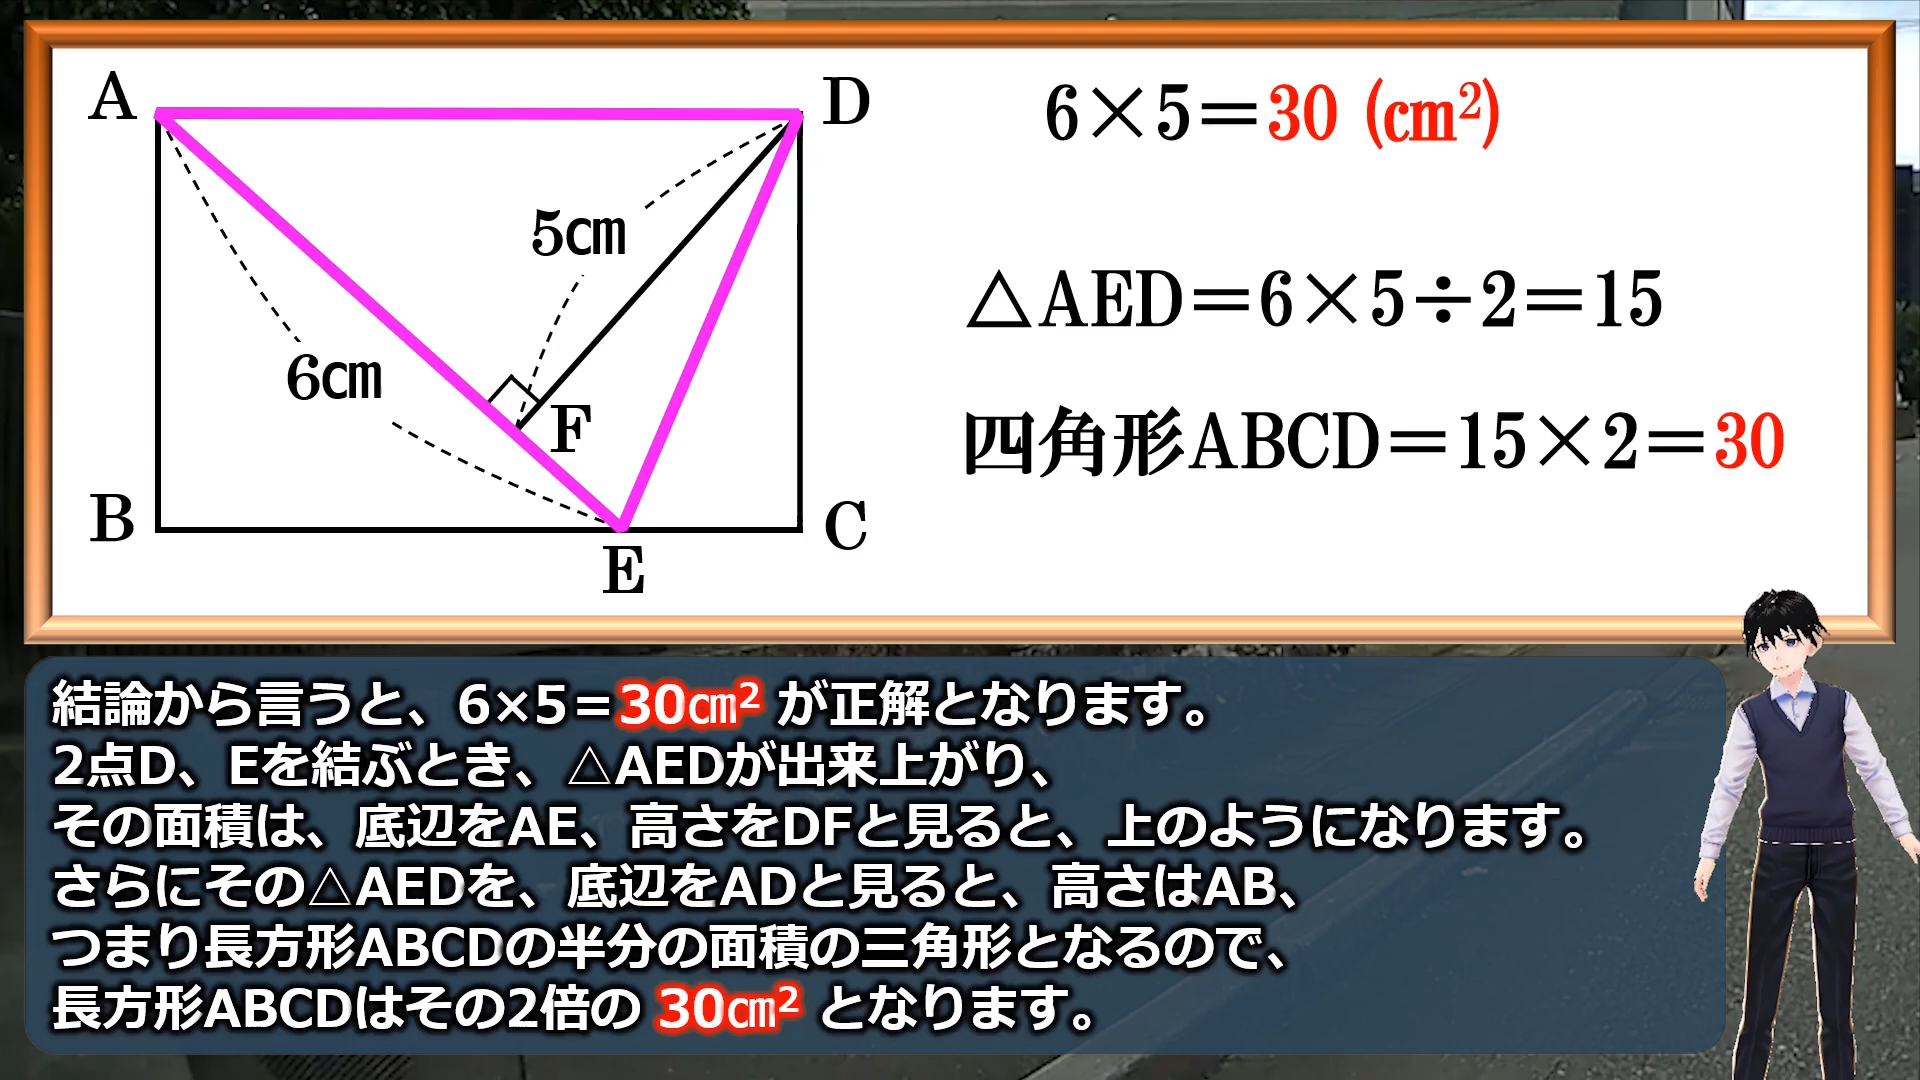 A
D
6×5＝30 (cm²)
5㎝
△AED＝6×5÷2＝15
6㎝
F
四角形ABCD＝15×2＝30
B
C
E
結論から言うと、6×5＝30㎝² が正解となります。
2点D、Eを結ぶとき、△AEDが出来上がり、
その面積は、底辺をAE、高さをDFと見ると、上のようになります。
さらにその△AEDを、底辺をADと見ると、高さはAB、
つまり長方形ABCDの半分の面積の三角形となるので、
長方形ABCDはその2倍の 30㎝² となります。